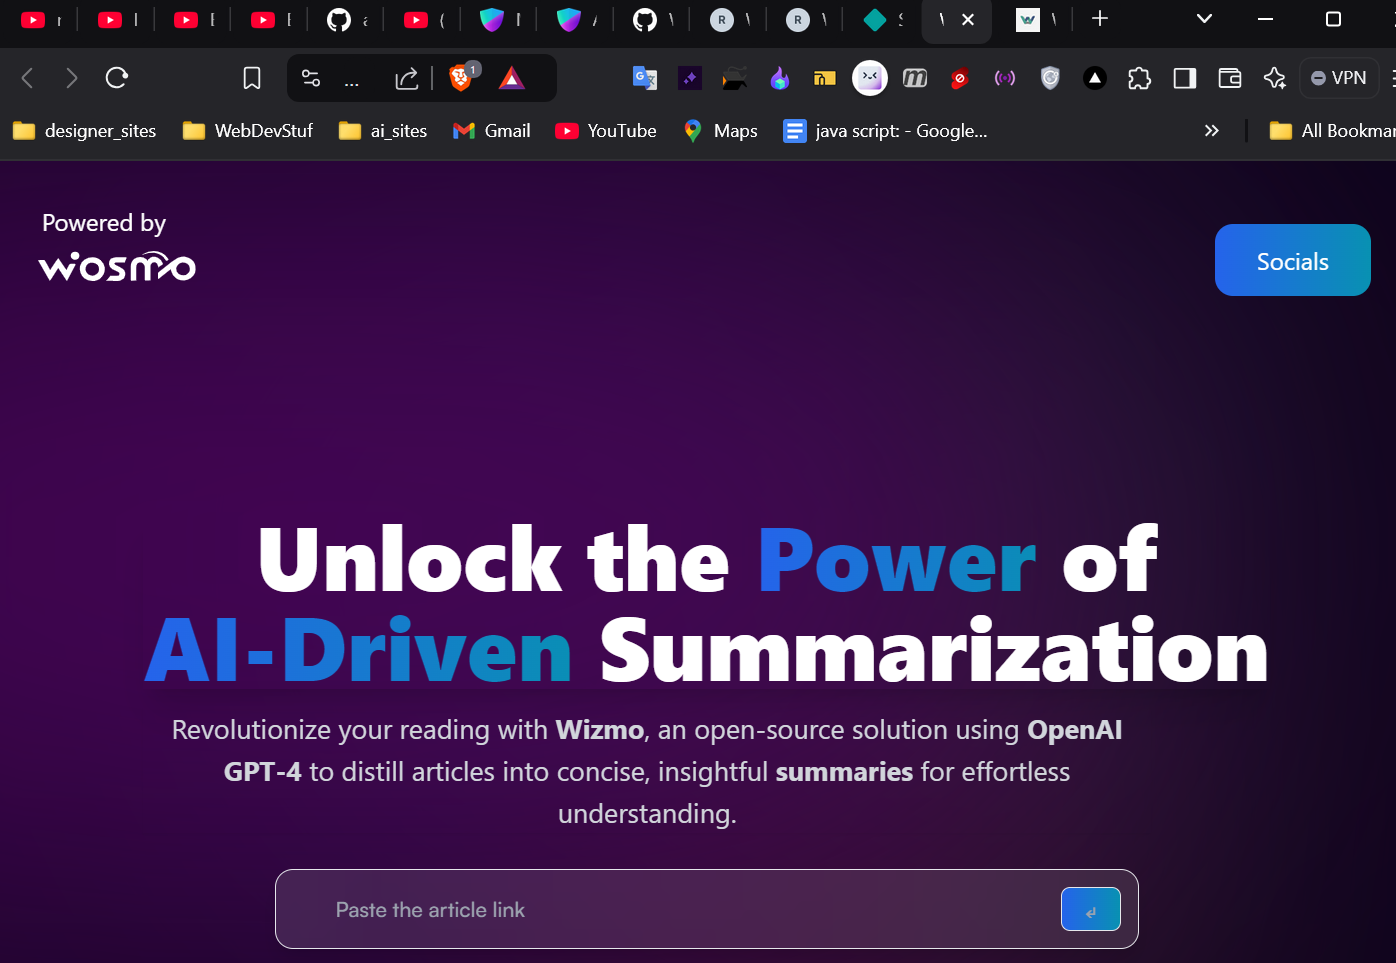 1
VPN
designer_sites
WebDevStuf
ai_sites
Gmail
YouTube
Maps
java script: - Google...
All Bookmar
Powered by
wosmo
Socials
Unlock the Power of
AI-Driven Summarization
Revolutionize your reading with Wizmo, an open-source solution using OpenAI
GPT-4 to distill articles into concise, insightful summaries for effortless
understanding.
Paste the article link